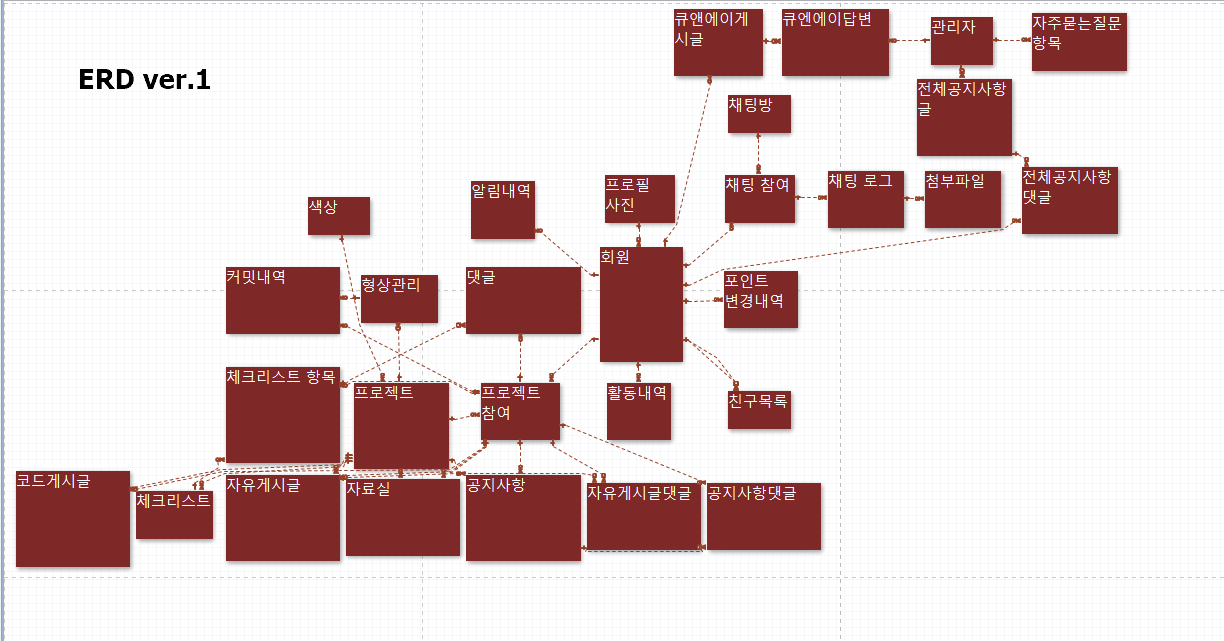 큐앤에이게
시글
큐엔에이답변
관리자
자주묻는질문
항목
ERD ver.1
전체공지사항
글
채팅방
알림내역
프로필
사진
채팅 참여
채팅 로그
첨부파일
전체공지사항
댓글
색상
회원
커밋내역
형상관리
댓글
포인트
변경내역
체크리스트 항목
프로젝트
프로젝트
참여
활동내역
친구목록
코드게시글
체크리스트
자유게시글
자료실
공지사항
자유게시글댓글
공지사항댓글